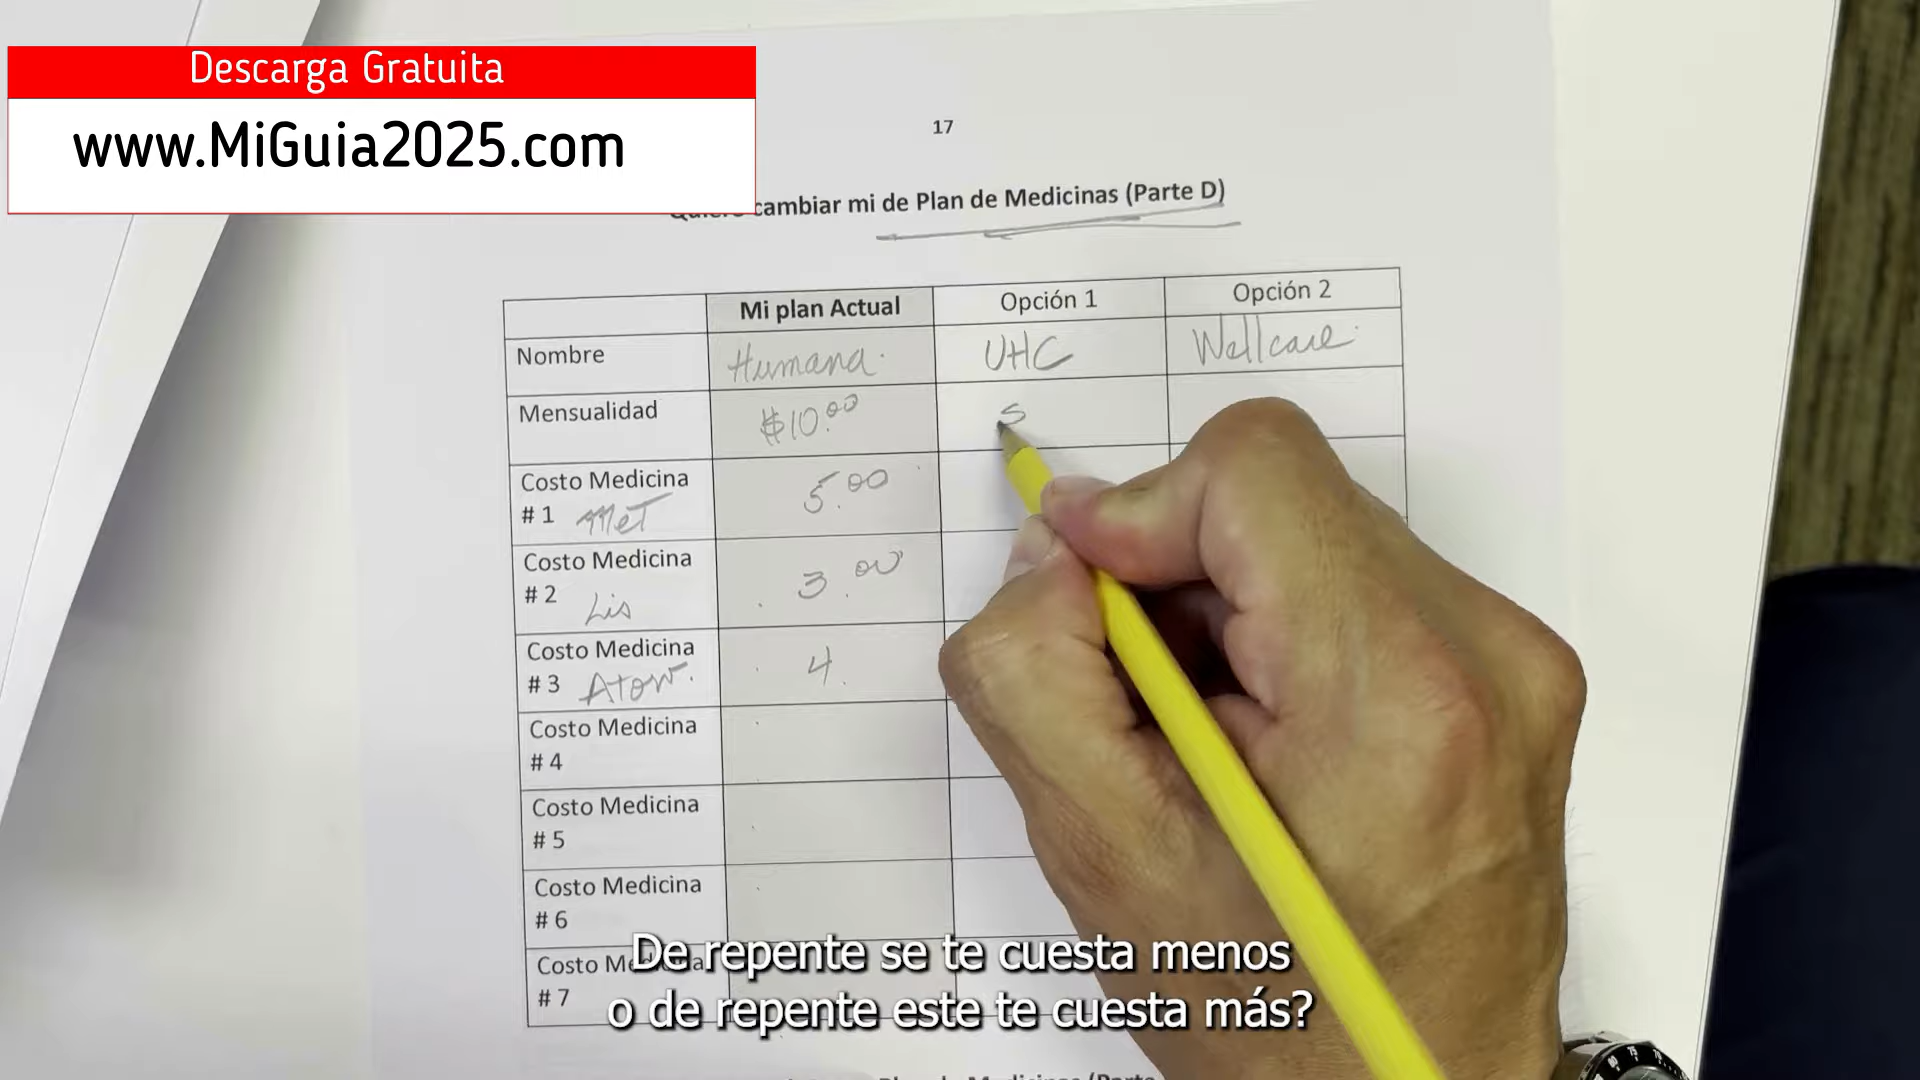 Descarga Gratuita
www.MiGuia2025.com
17
cambiar mi de Plan de Medicinas (Parte D)
Mi plan Actual Opción 1 Opción 2
Nombre Humana UHC Wellcare
Mensualidad $10.00
Costo Medicina
# 1 Met 5.00
Costo Medicina
# 2 Lis 3.00
Costo Medicina
# 3 Atorv. 4
Costo Medicina
# 4
Costo Medicina
# 5
Costo Medicina
# 6
Costo
# 7
De repente se te cuesta menos
o de repente este te cuesta más?